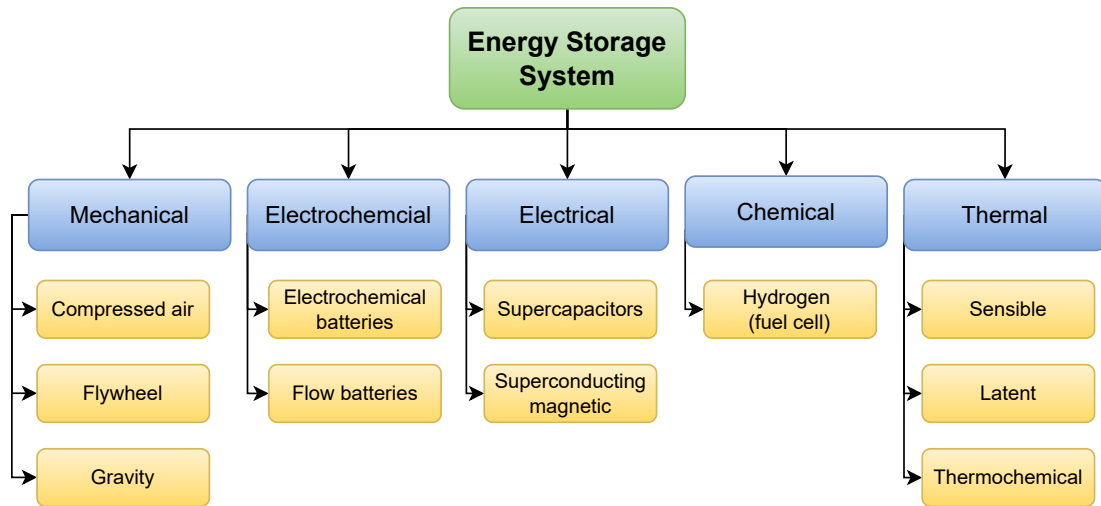 Energy Storage
System
Mechanical
Electrochemcial
Electrical
Chemical
Thermal
Compressed air
Electrochemical
batteries
Supercapacitors
Hydrogen
(fuel cell)
Sensible
Flywheel
Flow batteries
Superconducting
magnetic
Latent
Gravity
Thermochemical